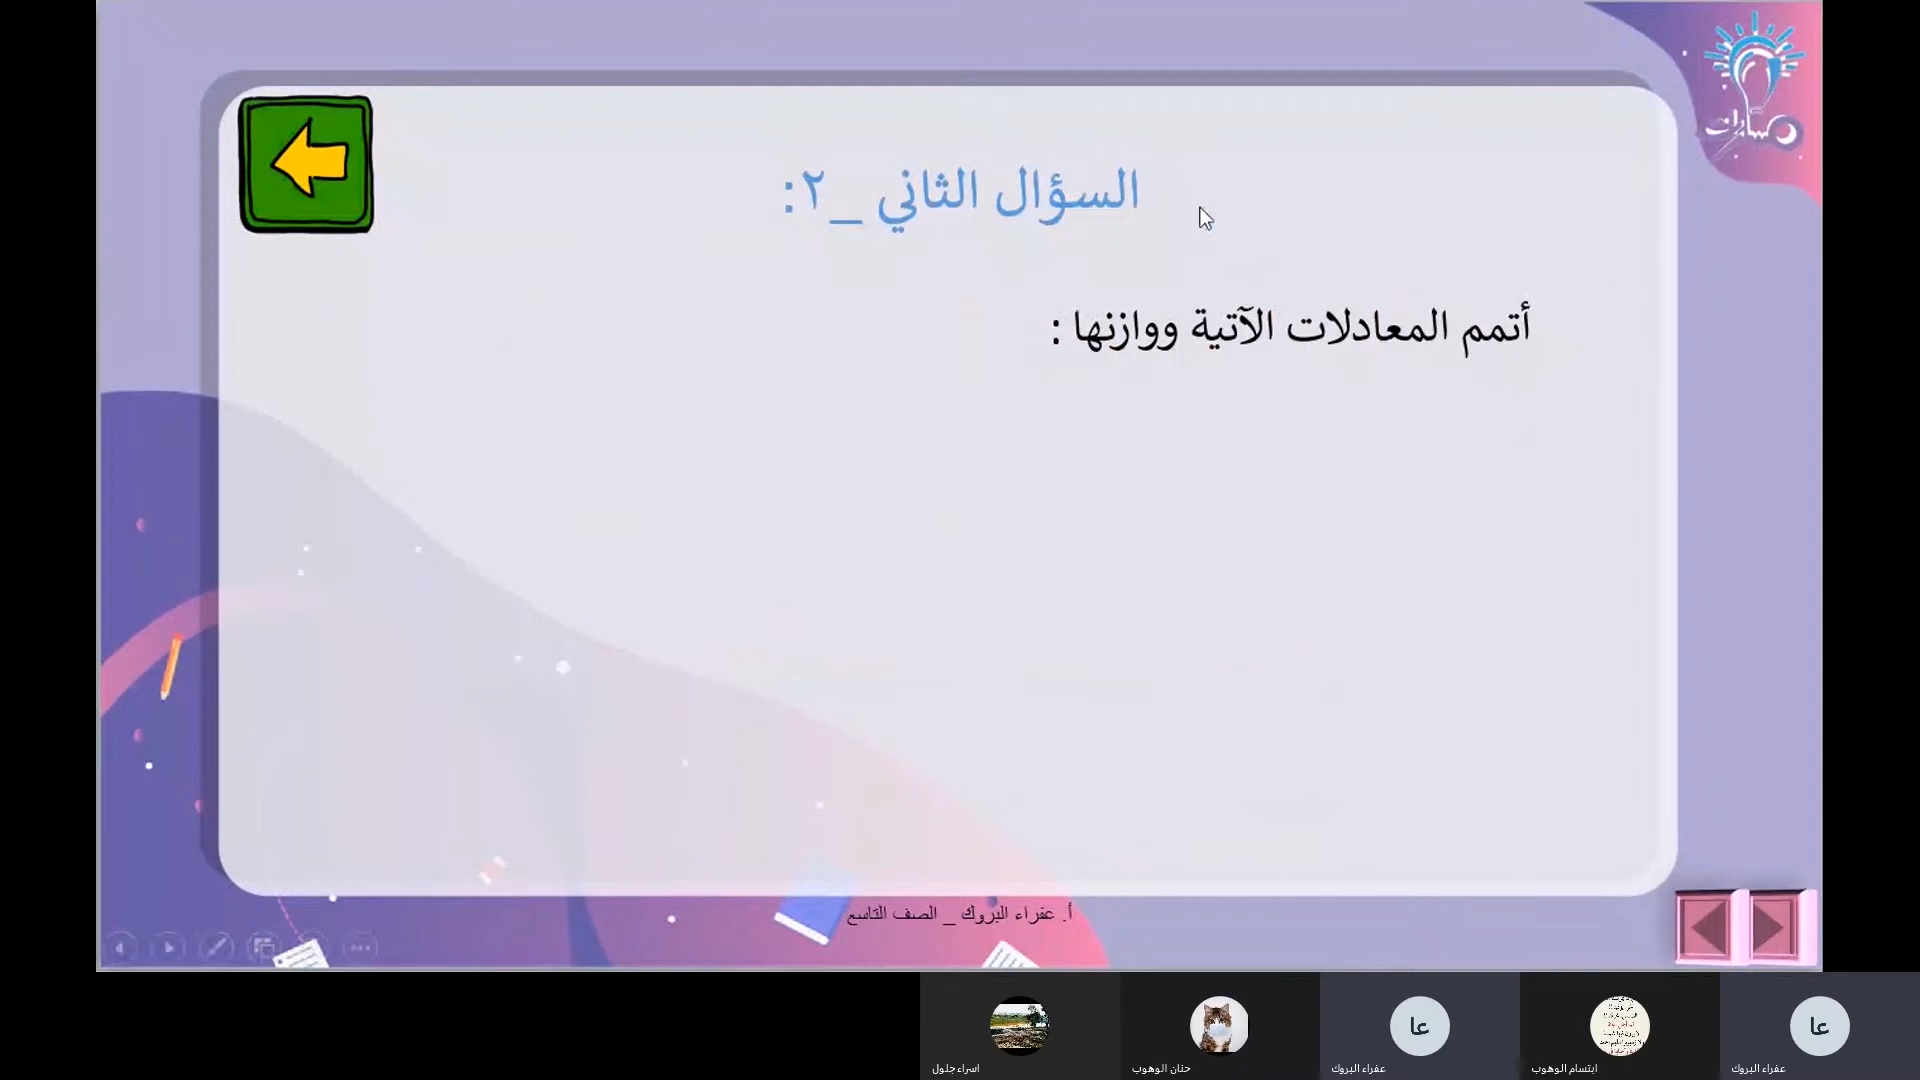 مسارات
السؤال الثاني _٢:
أتمم المعادلات الآتية ووازنها :
أ. عفراء البروك _ الصف التاسع
اسراء جلول
حنان الوهوب
عا
عفراء البروك
ابتسام الوهوب
عا
عفراء البروك